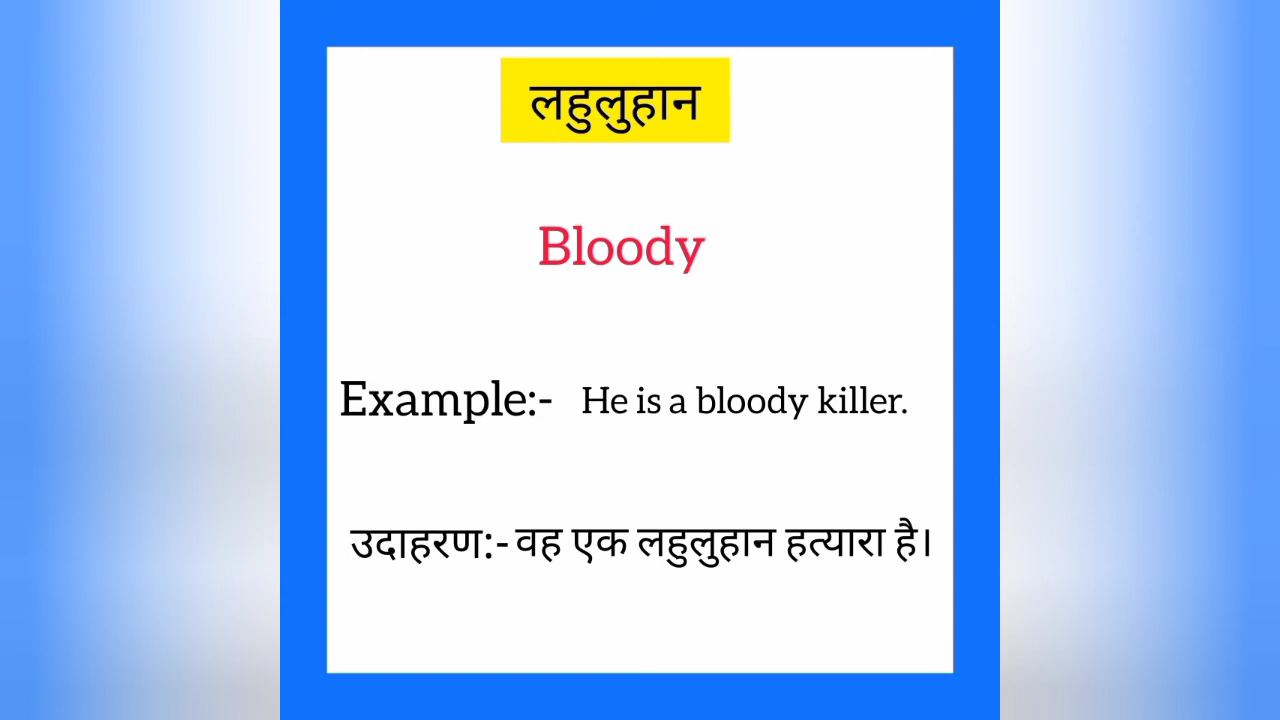 लहुलुहान
Bloody
Example:- He is a bloody killer.
उदाहरण:- वह एक लहुलुहान हत्यारा है।